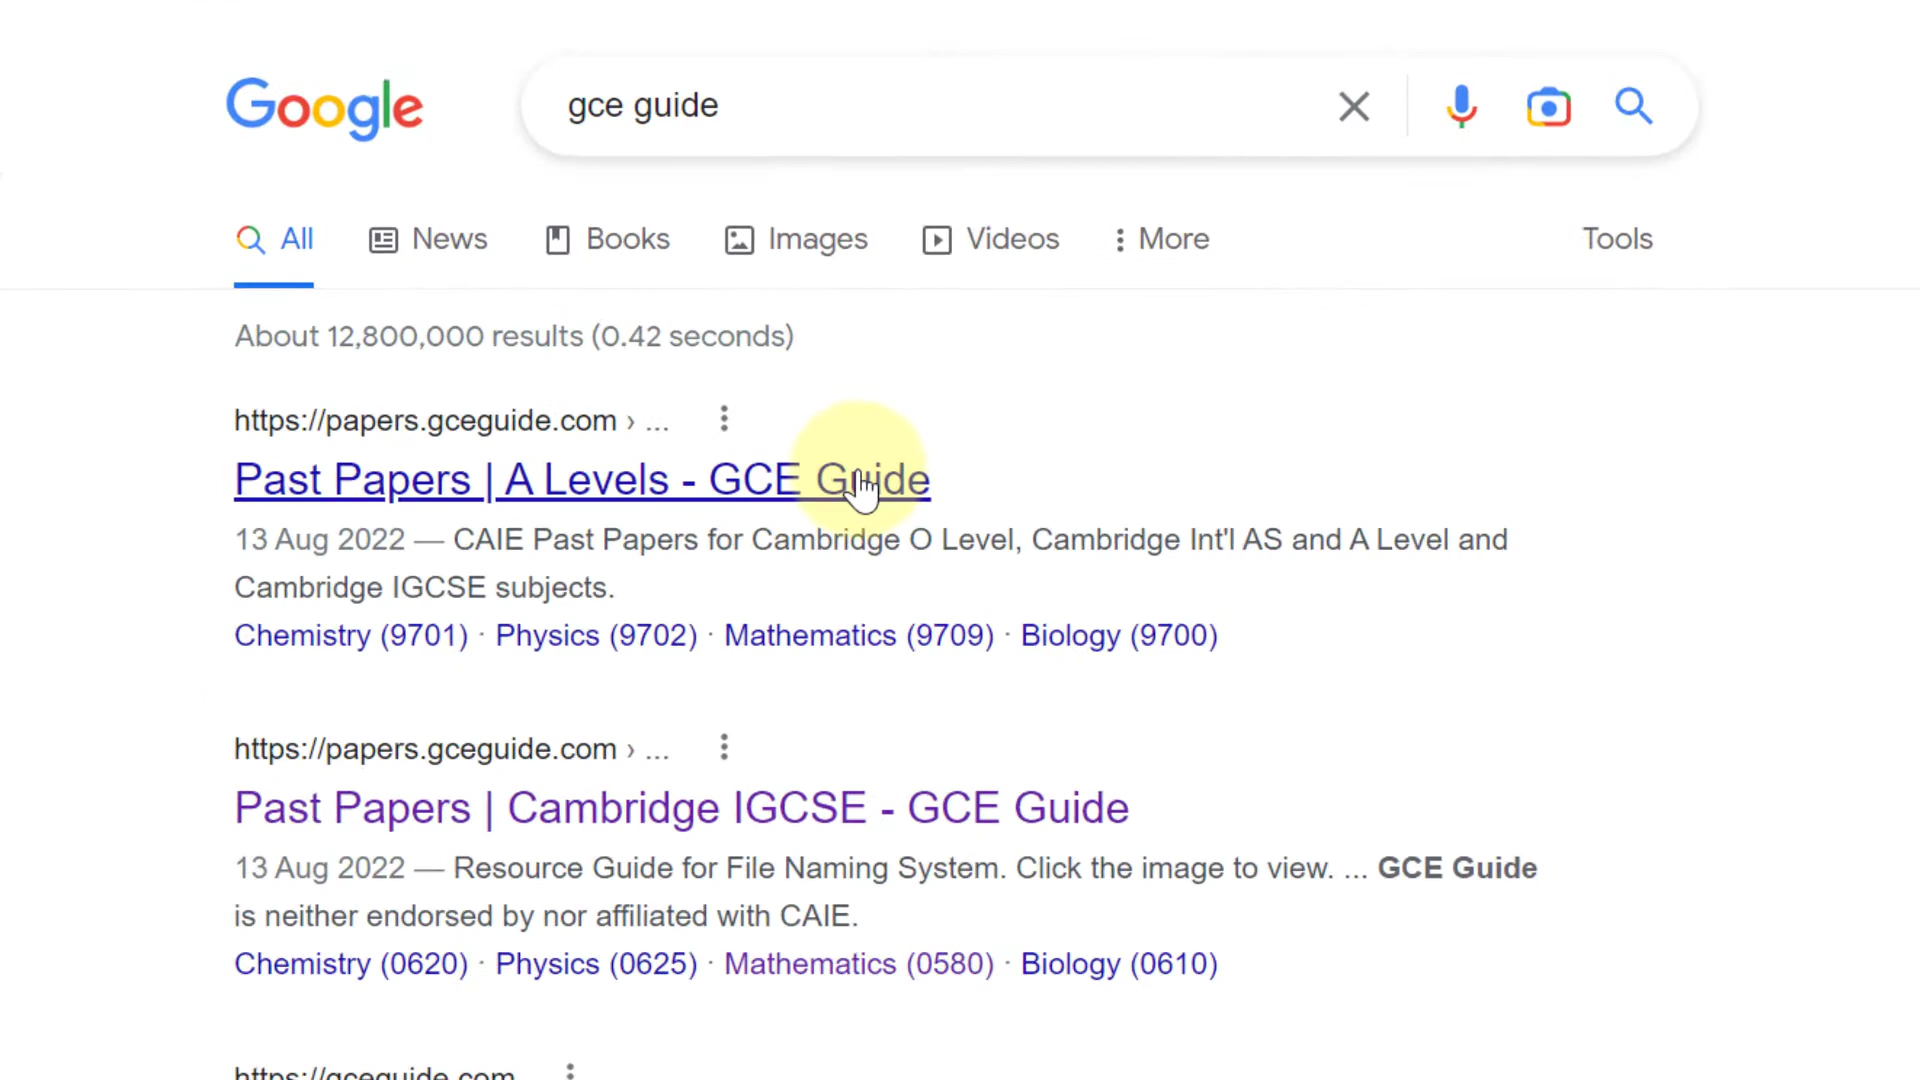 Google
gce guide
All News Books Images Videos More Tools
About 12,800,000 results (0.42 seconds)
https://papers.gceguide.com › ...
Past Papers | A Levels - GCE Guide
13 Aug 2022 — CAIE Past Papers for Cambridge O Level, Cambridge Int'l AS and A Level and
Cambridge IGCSE subjects.
Chemistry (9701) · Physics (9702) · Mathematics (9709) · Biology (9700)
https://papers.gceguide.com › ...
Past Papers | Cambridge IGCSE - GCE Guide
13 Aug 2022 — Resource Guide for File Naming System. Click the image to view. ... GCE Guide
is neither endorsed by nor affiliated with CAIE.
Chemistry (0620) · Physics (0625) · Mathematics (0580) · Biology (0610)
https://gceguide.com